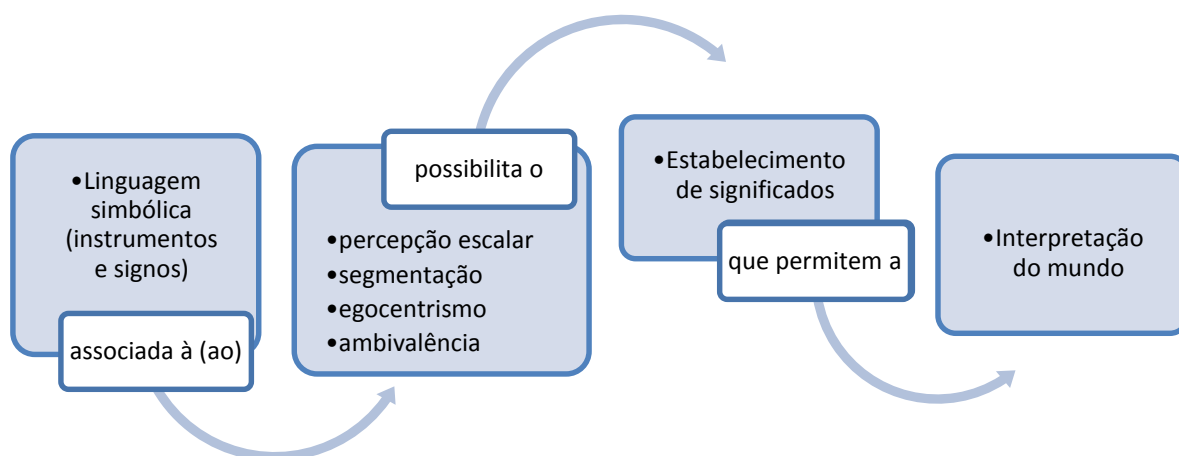 •Linguagem
simbólica
(instrumentos
e signos)
associada à (ao)
possibilita o
•percepção escalar
•segmentação
•egocentrismo
•ambivalência
•Estabelecimento
de significados
que permitem a
•Interpretação
do mundo